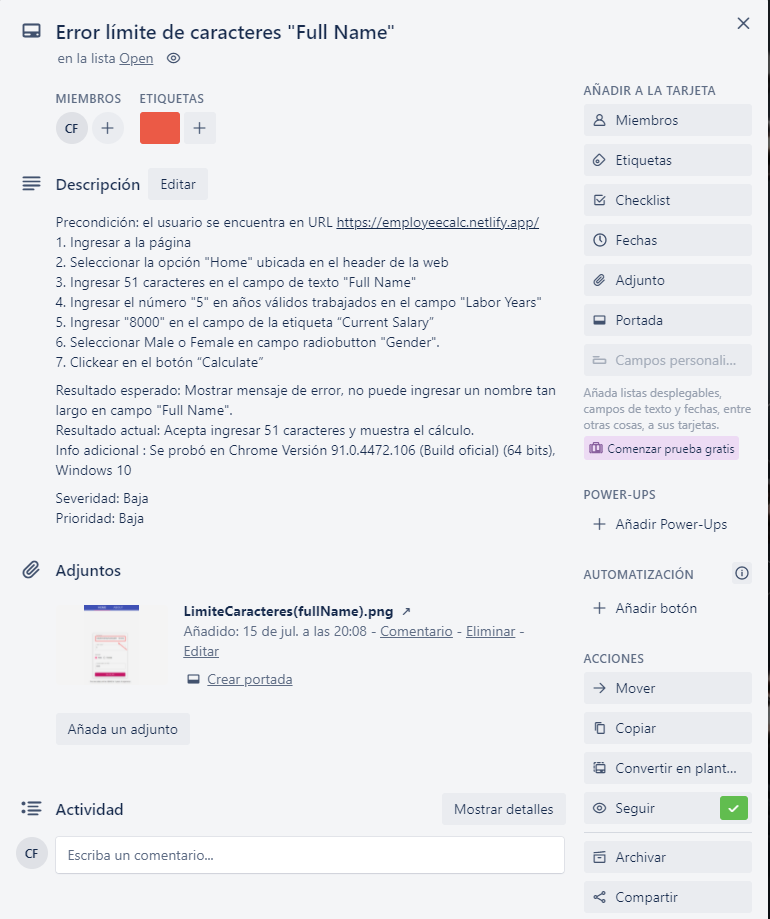 Error límite de caracteres "Full Name"
en la lista Open
MIEMBROS
ETIQUETAS
CF
Descripción
Editar
Precondición: el usuario se encuentra en URL https://employeecalc.netlify.app/
1. Ingresar a la página
2. Seleccionar la opción "Home" ubicada en el header de la web
3. Ingresar 51 caracteres en el campo de texto "Full Name"
4. Ingresar el número "5" en años válidos trabajados en el campo "Labor Years"
5. Ingresar "8000" en el campo de la etiqueta “Current Salary”
6. Seleccionar Male o Female en campo radiobutton "Gender".
7. Clickear en el botón “Calculate”
Resultado esperado: Mostrar mensaje de error, no puede ingresar un nombre tan
largo en campo "Full Name".
Resultado actual: Acepta ingresar 51 caracteres y muestra el cálculo.
Info adicional : Se probó en Chrome Versión 91.0.4472.106 (Build oficial) (64 bits),
Windows 10
Severidad: Baja
Prioridad: Baja
Adjuntos
LimiteCaracteres(fullName).png
Añadido: 15 de jul. a las 20:08 - Comentario - Eliminar -
Editar
Crear portada
Añada un adjunto
Actividad
Mostrar detalles
CF
Escriba un comentario...
AÑADIR A LA TARJETA
Miembros
Etiquetas
Checklist
Fechas
Adjunto
Portada
Campos personali...
Añada listas desplegables,
campos de texto y fechas, entre
otras cosas, a sus tarjetas.
Comenzar prueba gratis
POWER-UPS
Añadir Power-Ups
AUTOMATIZACIÓN
Añadir botón
ACCIONES
Mover
Copiar
Convertir en plant...
Seguir
Archivar
Compartir